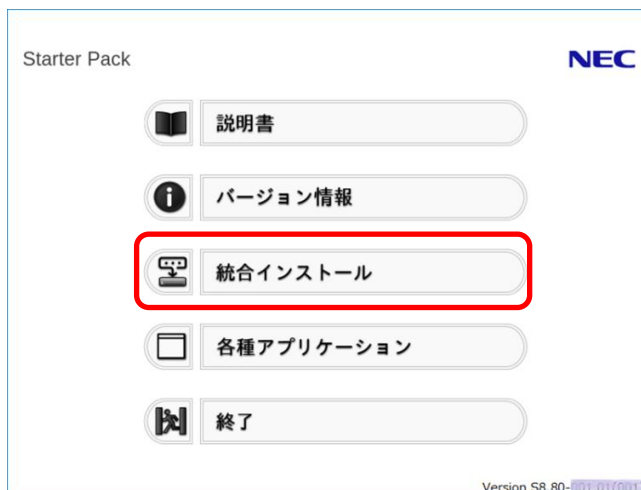 Starter Pack
NEC
説明書
バージョン情報
統合インストール
各種アプリケーション
終了
Version S8.80-